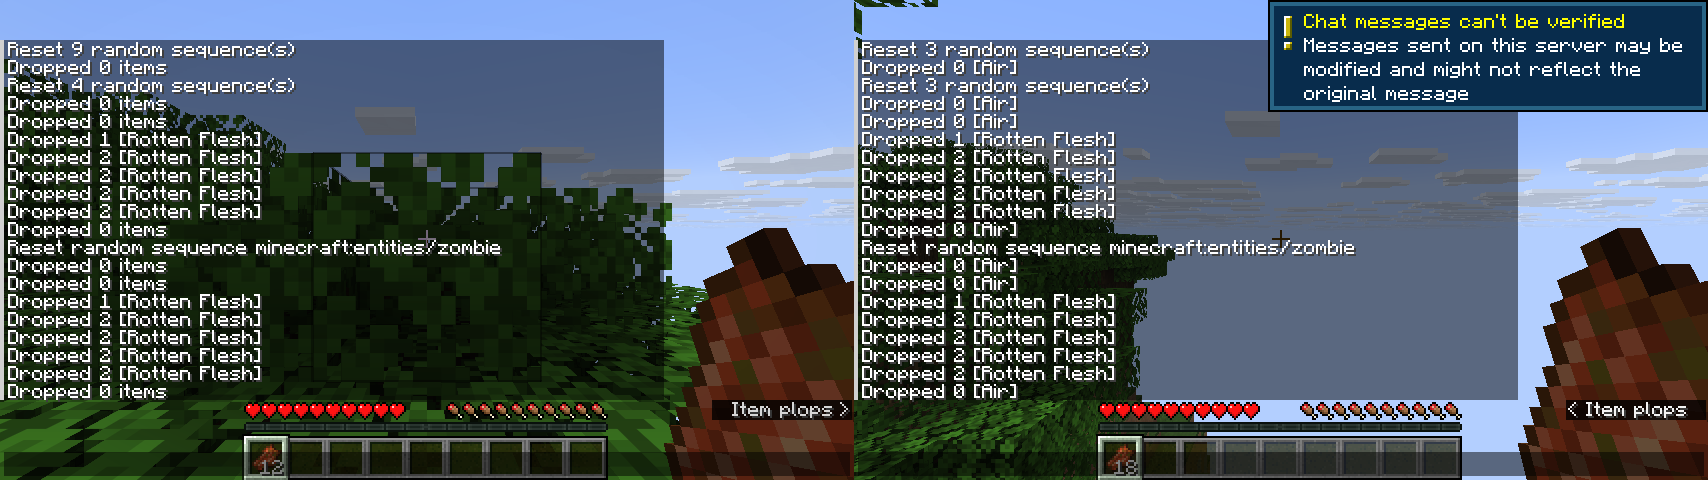 Reset 9 random sequence(s)
Dropped 0 items
Reset 4 random sequence(s)
Dropped 0 items
Dropped 0 items
Dropped 1 [Rotten Flesh]
Dropped 2 [Rotten Flesh]
Dropped 2 [Rotten Flesh]
Dropped 2 [Rotten Flesh]
Dropped 2 [Rotten Flesh]
Dropped 0 items
Reset random sequence minecraft:entities/zombie
Dropped 0 items
Dropped 0 items
Dropped 1 [Rotten Flesh]
Dropped 2 [Rotten Flesh]
Dropped 2 [Rotten Flesh]
Dropped 2 [Rotten Flesh]
Dropped 2 [Rotten Flesh]
Dropped 0 items
Item plops >
12
Chat messages can't be verified
Messages sent on this server may be
modified and might not reflect the
original message
Reset 3 random sequence(s)
Dropped 0 [Air]
Reset 3 random sequence(s)
Dropped 0 [Air]
Dropped 0 [Air]
Dropped 1 [Rotten Flesh]
Dropped 2 [Rotten Flesh]
Dropped 2 [Rotten Flesh]
Dropped 2 [Rotten Flesh]
Dropped 2 [Rotten Flesh]
Dropped 0 [Air]
Reset random sequence minecraft:entities/zombie
Dropped 0 [Air]
Dropped 0 [Air]
Dropped 1 [Rotten Flesh]
Dropped 2 [Rotten Flesh]
Dropped 2 [Rotten Flesh]
Dropped 2 [Rotten Flesh]
Dropped 2 [Rotten Flesh]
Dropped 0 [Air]
< Item plops
18